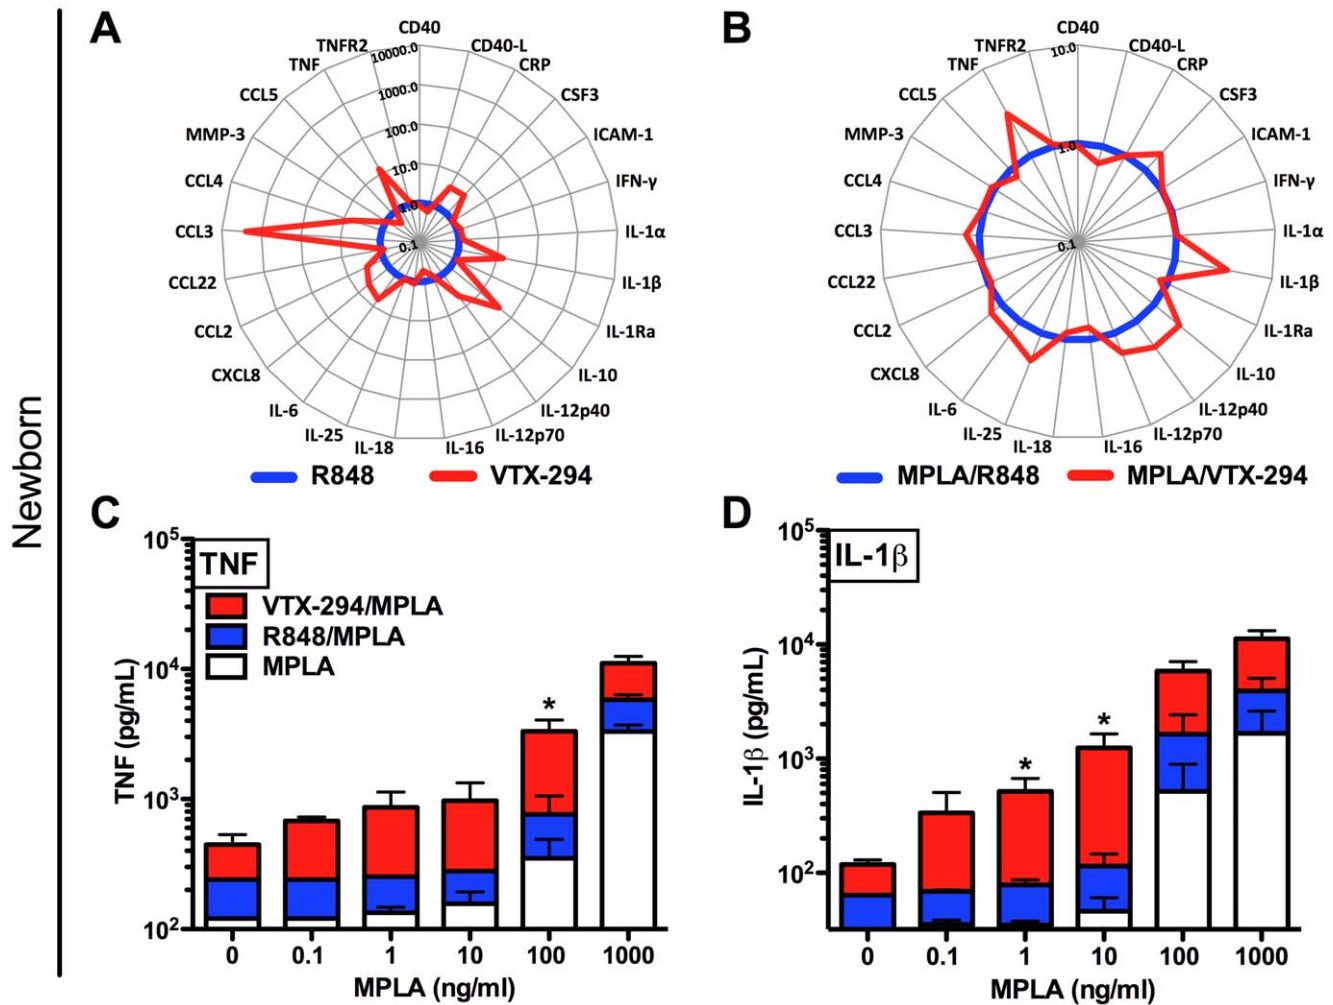 Newborn
A
CD40
CD40-L
CRP
CSF3
ICAM-1
IFN-γ
IL-1α
IL-1β
IL-1Ra
IL-10
IL-12p40
IL-12p70
IL-16
IL-18
IL-25
IL-6
CXCL8
CCL2
CCL22
CCL3
CCL4
MMP-3
CCL5
TNF
TNFR2
10000.0
1000.0
100.0
10.0
1.0
0.1
R848 VTX-294
B
CD40
CD40-L
CRP
CSF3
ICAM-1
IFN-γ
IL-1α
IL-1β
IL-1Ra
IL-10
IL-12p40
IL-12p70
IL-16
IL-18
IL-25
IL-6
CXCL8
CCL2
CCL22
CCL3
CCL4
MMP-3
CCL5
TNF
TNFR2
10.0
1.0
0.1
MPLA/R848 MPLA/VTX-294
C
TNF
VTX-294/MPLA
R848/MPLA
MPLA
TNF (pg/mL)
10⁵
10⁴
10³
10²
*
0 0.1 1 10 100 1000
MPLA (ng/ml)
D
IL-1β
IL-1β (pg/mL)
10⁵
10⁴
10³
10²
* *
0 0.1 1 10 100 1000
MPLA (ng/ml)